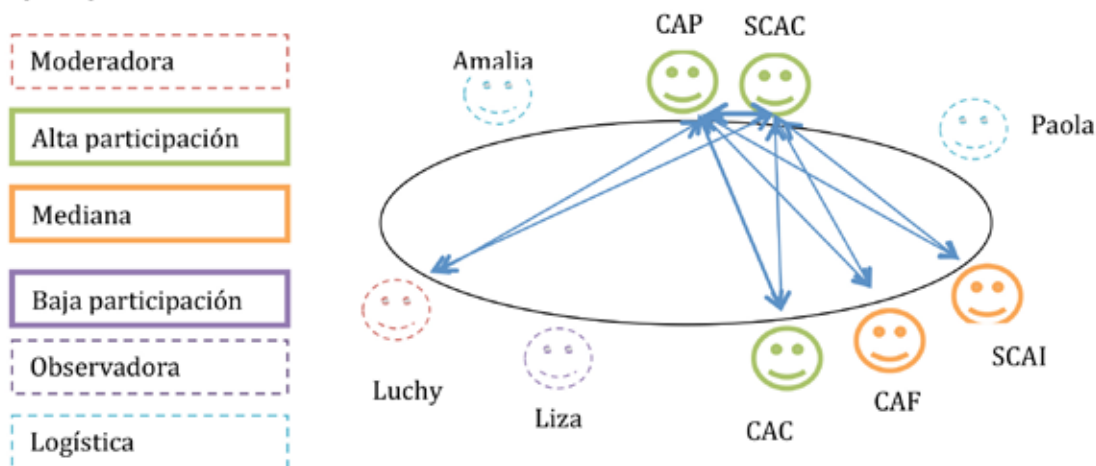 Moderadora
Alta participación
Mediana
Baja participación
Observadora
Logística
CAP
SCAC
Amalia
Paola
Luchy
Liza
CAC
CAF
SCAI